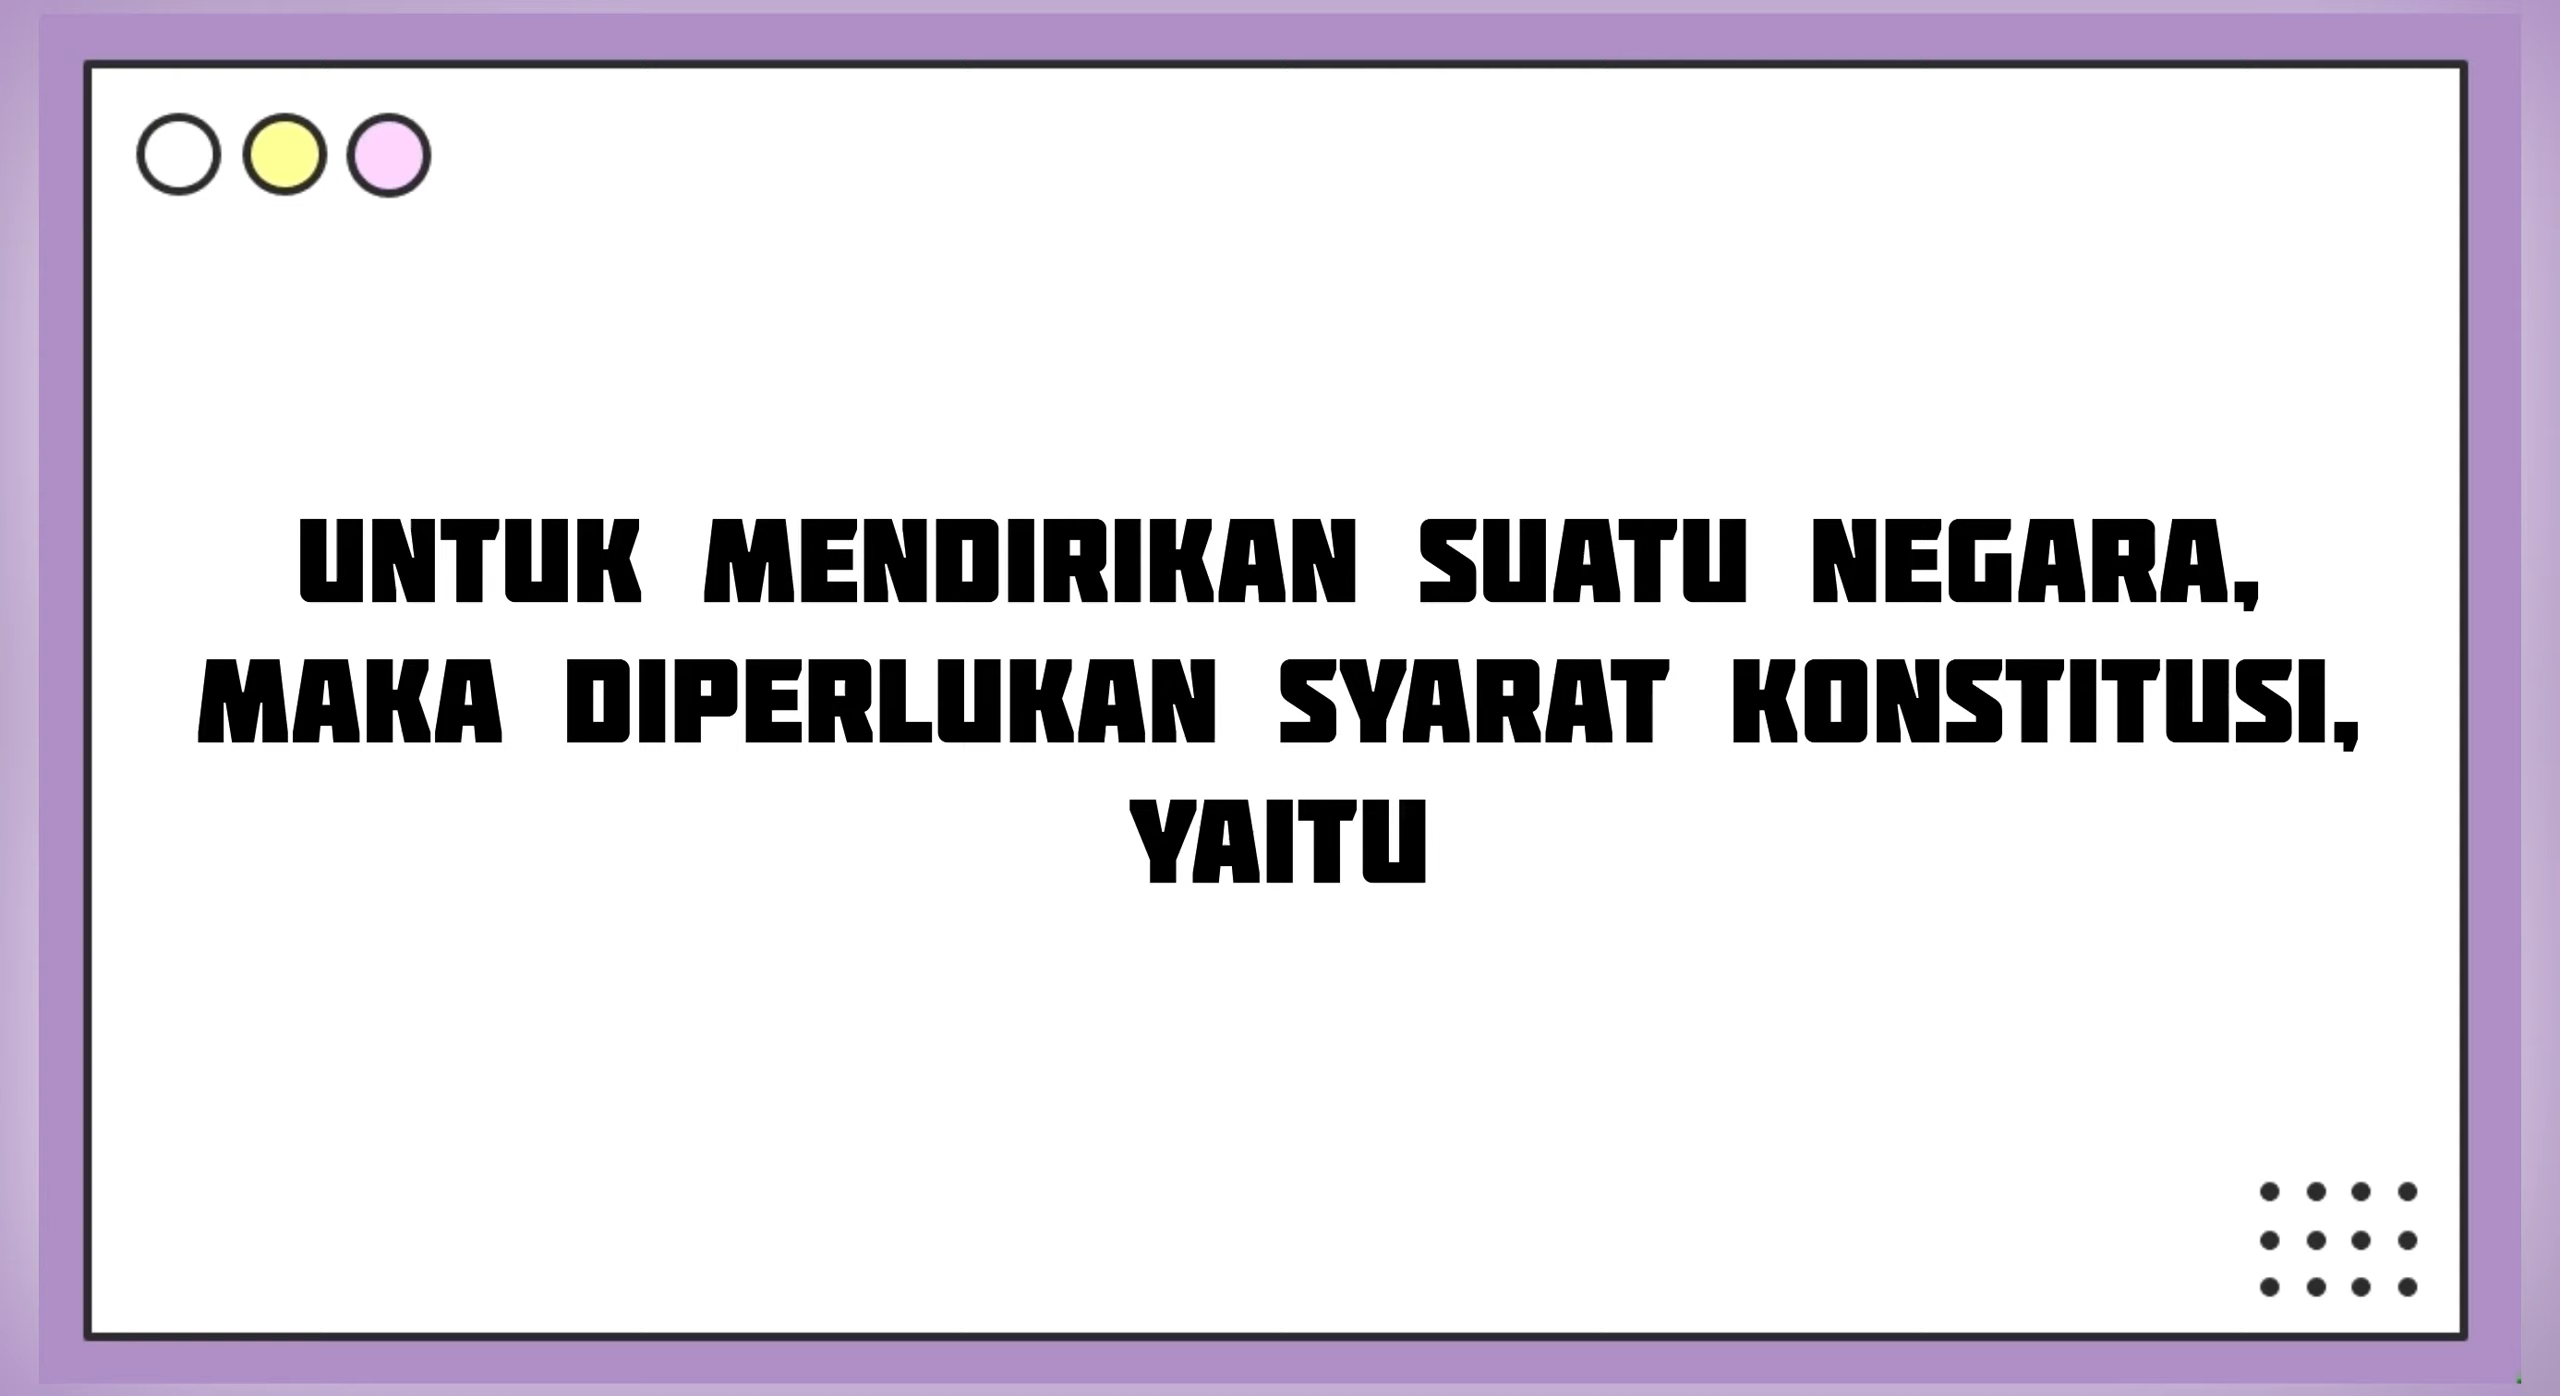 UNTUK MENDIRIKAN SUATU NEGARA,
MAKA DIPERLUKAN SYARAT KONSTITUSI,
YAITU